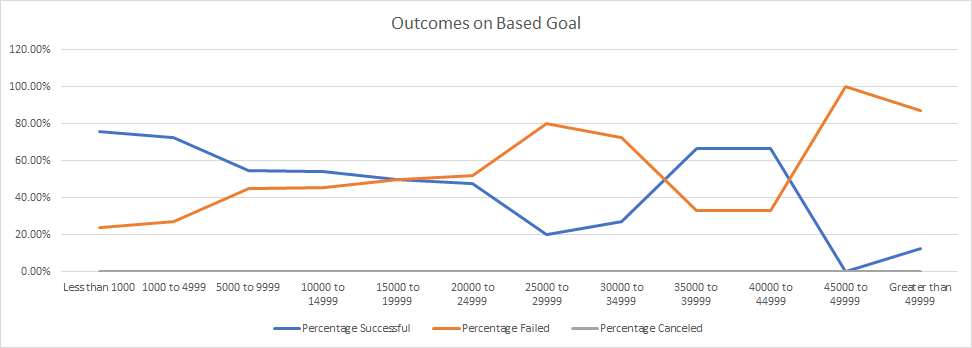 Outcomes on Based Goal
120.00%
100.00%
80.00%
60.00%
40.00%
20.00%
0.00%
Less than 1000
1000 to 4999
5000 to 9999
10000 to
14999
15000 to
19999
20000 to
24999
25000 to
29999
30000 to
34999
35000 to
39999
40000 to
44999
45000 to
49999
Greater than
49999
Percentage Successful
Percentage Failed
Percentage Canceled